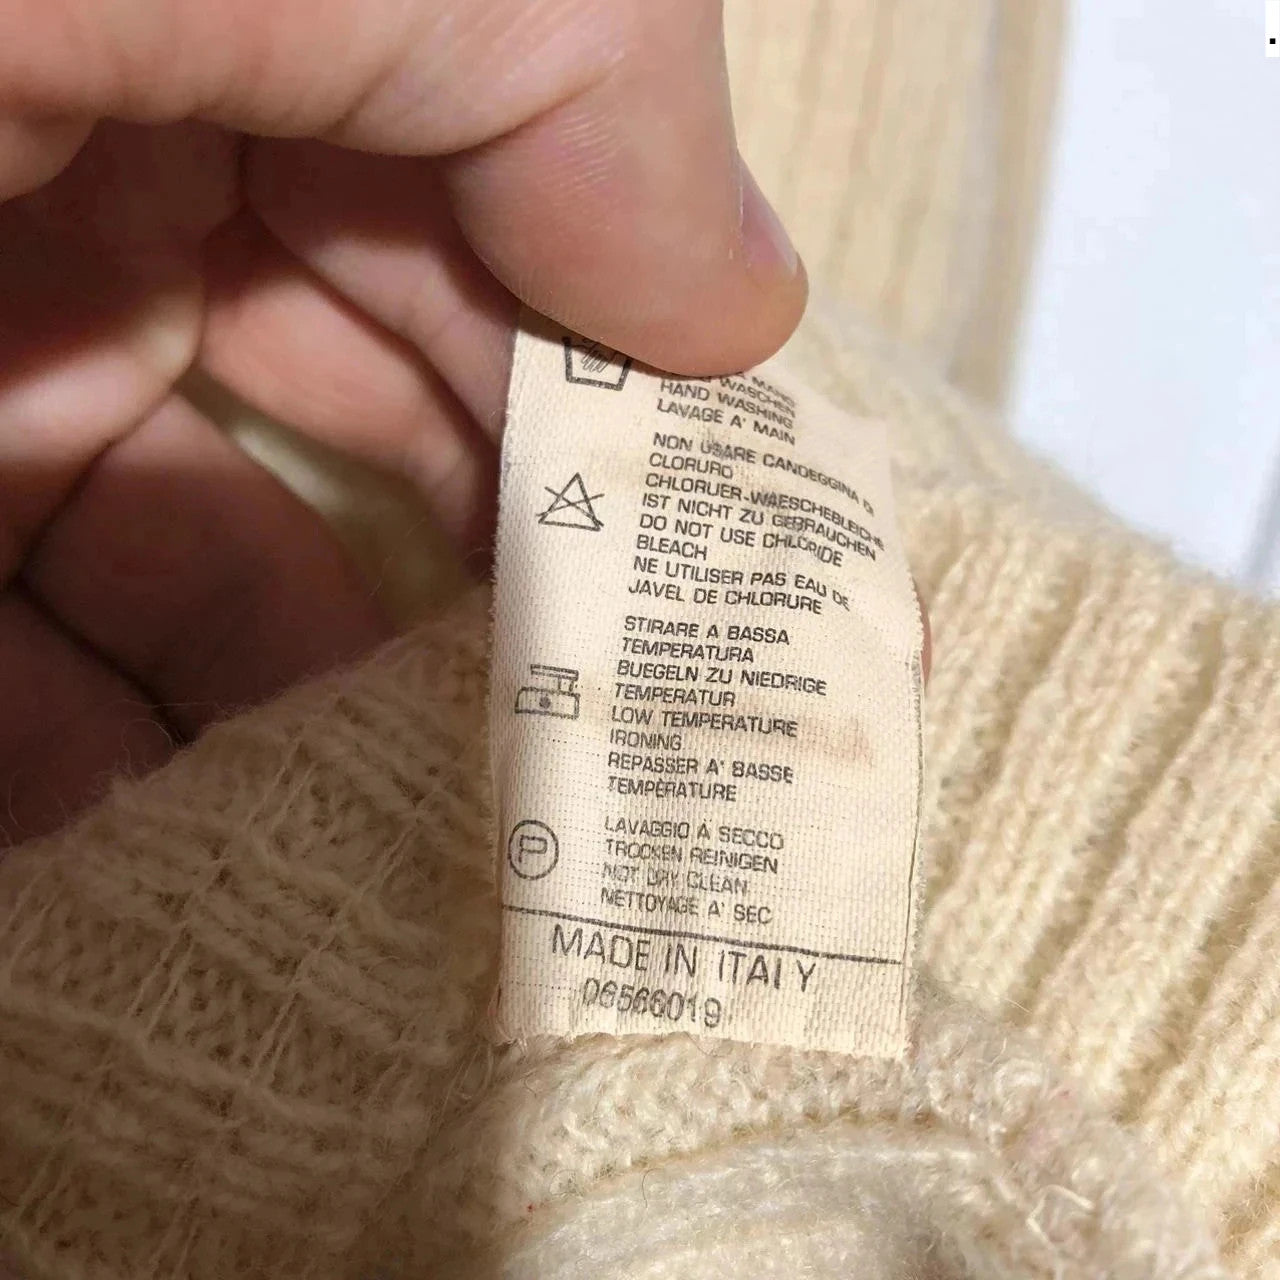 MANO
WASCHEN
HAND WASHING
LAVAGE A' MAIN
NON USARE CANDEGGINA DI
CLORURO
CHLORUER-WAESCHEBLEICHE
IST NICHT ZU GEBRAUCHEN
DO NOT USE CHLORIDE
BLEACH
NE UTILISER PAS EAU DE
JAVEL DE CHLORURE
STIRARE A BASSA
TEMPERATURA
BUEGELN ZU NIEDRIGE
TEMPERATUR
LOW TEMPERATURE
IRONING
REPASSER A' BASSE
TEMPERATURE
P
LAVAGGIO A SECCO
TROCKEN REINIGEN
NOT DRY CLEAN
NETTOYAGE A' SEC
MADE IN ITALY
06566019